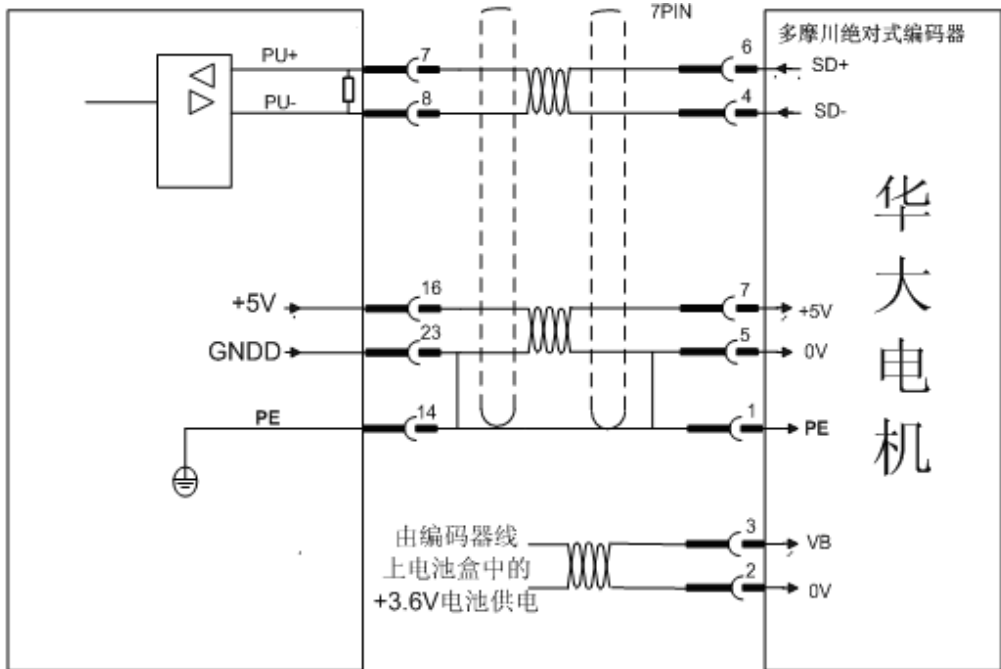 7PIN
多摩川绝对式编码器
PU+
7
6
SD+
PU-
8
4
SD-
华大电机
+5V
16
7
+5V
GNDD
23
5
0V
PE
14
1
PE
由编码器线
上电池盒中的
+3.6V电池供电
3
VB
2
0V